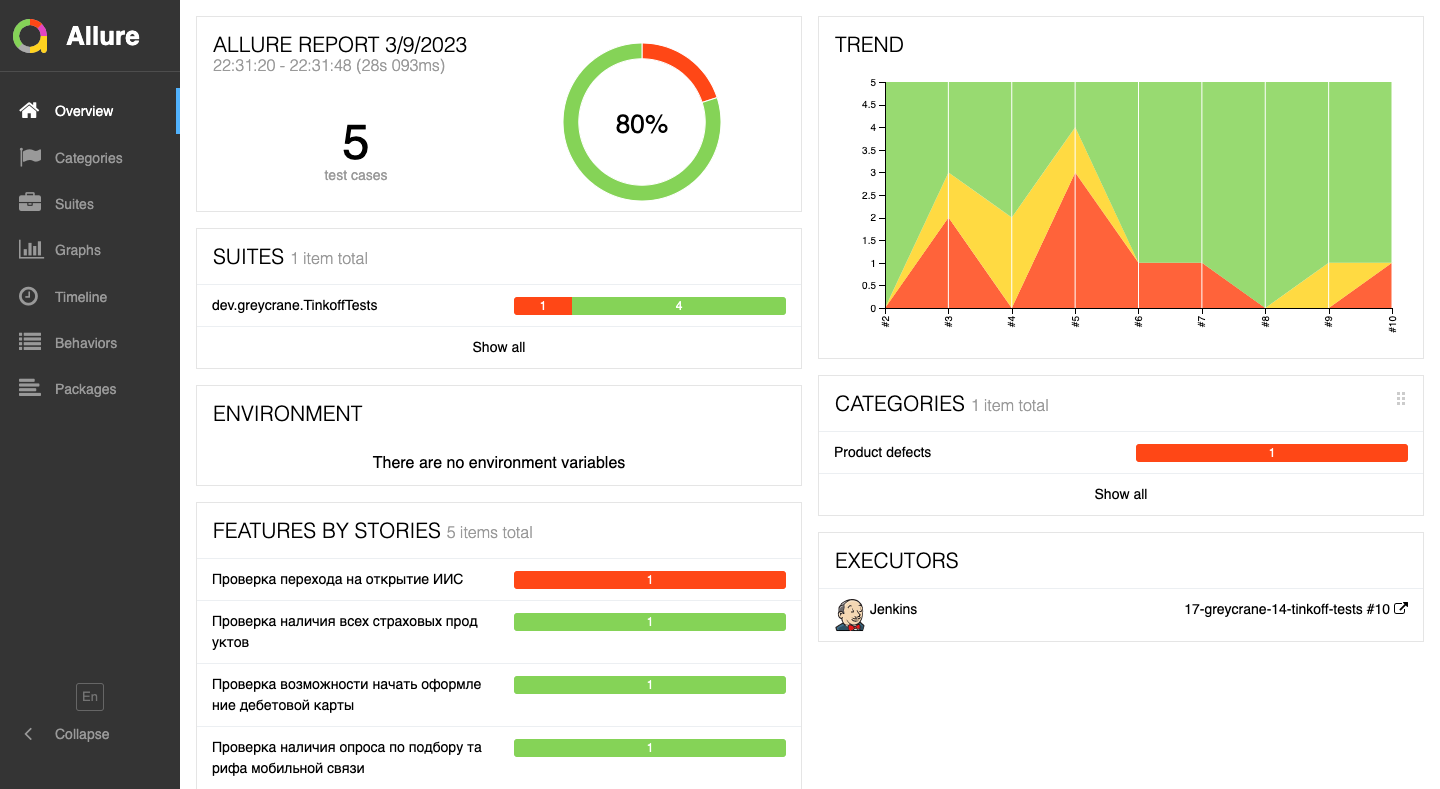 Allure
Overview
Categories
Suites
Graphs
Timeline
Behaviors
Packages
En
Collapse
ALLURE REPORT 3/9/2023
22:31:20 - 22:31:48 (28s 093ms)
5
test cases
80%
SUITES 1 item total
dev.greycrane.TinkoffTests 1 4
Show all
ENVIRONMENT
There are no environment variables
FEATURES BY STORIES 5 items total
Проверка перехода на открытие ИИС 1
Проверка наличия всех страховых прод 1
уктов
Проверка возможности начать оформле 1
ние дебетовой карты
Проверка наличия опроса по подбору та 1
рифа мобильной связи
TREND
5
4.5
4
3.5
3
2.5
2
1.5
1
0.5
0
#2 #3 #4 #5 #6 #7 #8 #9 #10
CATEGORIES 1 item total
Product defects 1
Show all
EXECUTORS
Jenkins 17-greycrane-14-tinkoff-tests #10